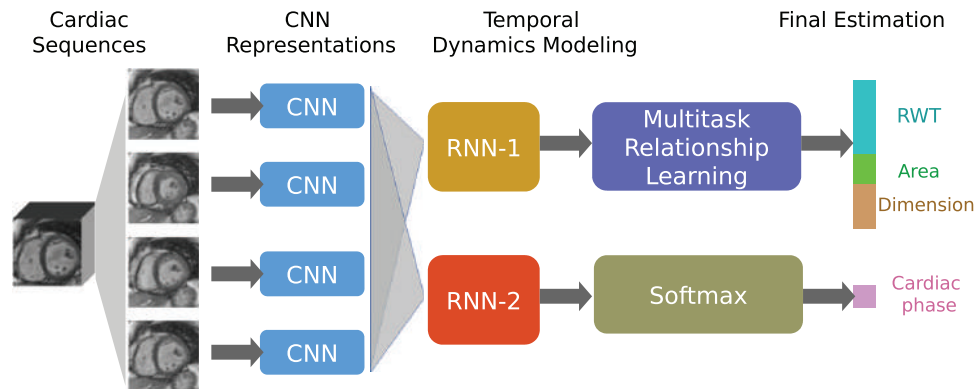 Cardiac
Sequences
CNN
Representations
Temporal
Dynamics Modeling
Final Estimation
CNN
CNN
CNN
CNN
RNN-1
Multitask
Relationship
Learning
RWT
Area
Dimension
RNN-2
Softmax
Cardiac
phase